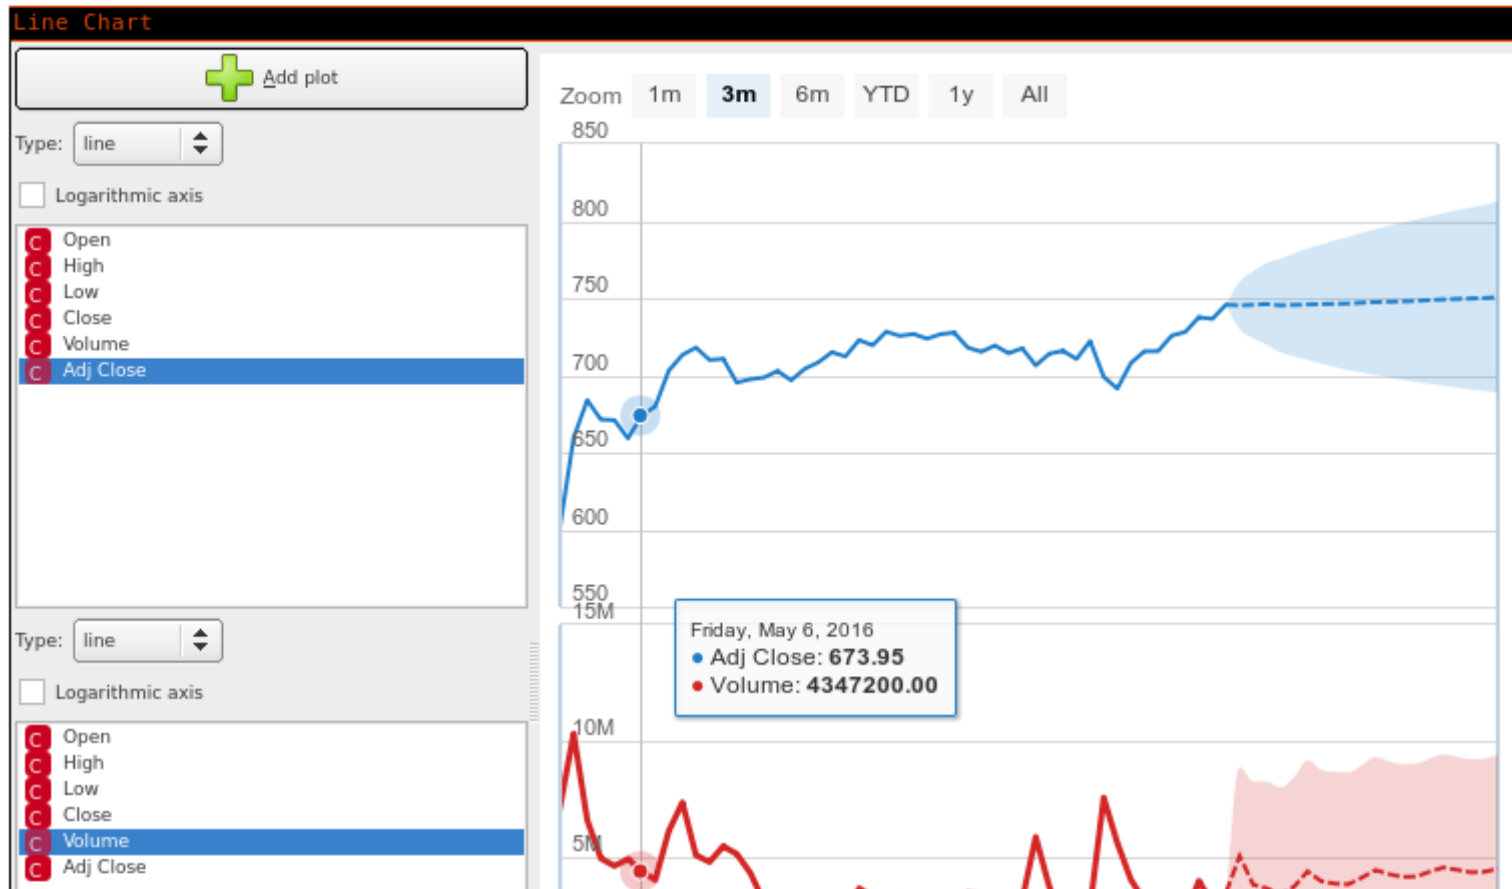 Line Chart
Add plot
Type: line
Logarithmic axis
C Open
C High
C Low
C Close
C Volume
C Adj Close
Type: line
Logarithmic axis
C Open
C High
C Low
C Close
C Volume
C Adj Close
Zoom 1m 3m 6m YTD 1y All
850
800
750
700
650
600
550
15M
Friday, May 6, 2016
● Adj Close: 673.95
● Volume: 4347200.00
10M
5M